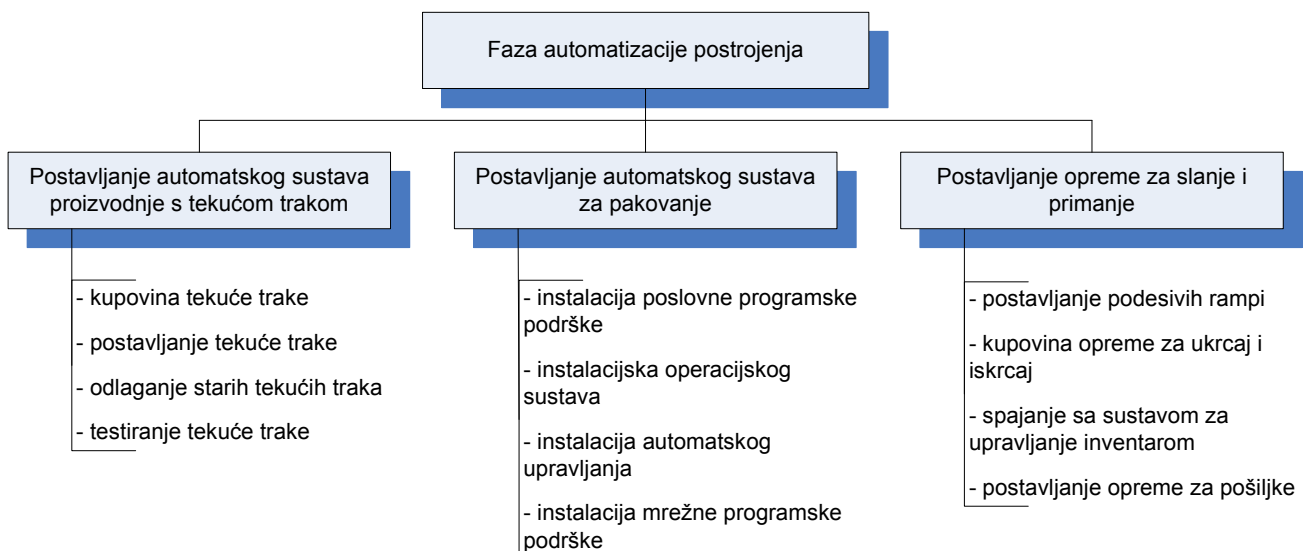 Faza automatizacije postrojenja
Postavljanje automatskog sustava
proizvodnje s tekućom trakom
- kupovina tekuće trake
- postavljanje tekuće trake
- odlaganje starih tekućih traka
- testiranje tekuće trake
Postavljanje automatskog sustava
za pakovanje
- instalacija poslovne programske
podrške
- instalacijska operacijskog
sustava
- instalacija automatskog
upravljanja
- instalacija mrežne programske
podrške
Postavljanje opreme za slanje i
primanje
- postavljanje podesivih rampi
- kupovina opreme za ukrcaj i
iskrcaj
- spajanje sa sustavom za
upravljanje inventarom
- postavljanje opreme za pošiljke